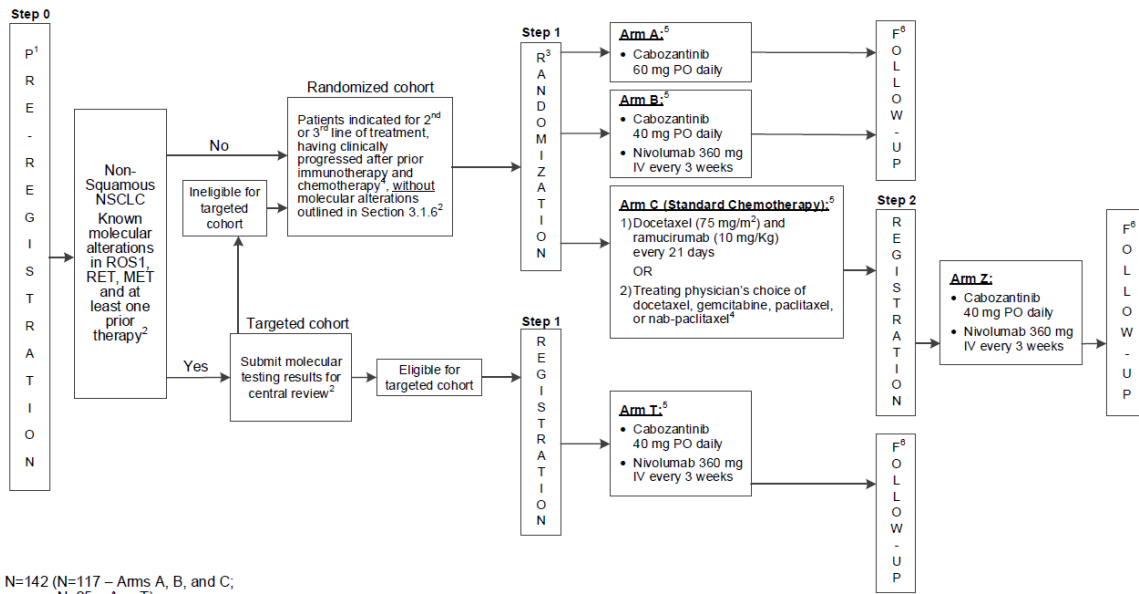 Step 0
P¹
R
E
-
R
E
G
I
S
T
R
A
T
I
O
N
Non-
Squamous
NSCLC
Known
molecular
alterations
in ROS1,
RET, MET
and at
least one
prior
therapy²
No
Yes
Ineligible for
targeted
cohort
Randomized cohort
Patients indicated for 2nd
or 3rd line of treatment,
having clinically
progressed after prior
immunotherapy and
chemotherapy⁴, without
molecular alterations
outlined in Section 3.1.6²
Targeted cohort
Submit molecular
testing results for
central review²
Eligible for
targeted cohort
Step 1
R³
A
N
D
O
M
I
Z
A
T
I
O
N
Step 1
R
E
G
I
S
T
R
A
T
I
O
N
Arm A:⁵
• Cabozantinib
60 mg PO daily
Arm B:⁵
• Cabozantinib
40 mg PO daily
• Nivolumab 360 mg
IV every 3 weeks
Arm C (Standard Chemotherapy):⁵
1) Docetaxel (75 mg/m²) and
ramucirumab (10 mg/Kg)
every 21 days
OR
2) Treating physician's choice of
docetaxel, gemcitabine, paclitaxel,
or nab-paclitaxel⁴
Arm T:⁵
• Cabozantinib
40 mg PO daily
• Nivolumab 360 mg
IV every 3 weeks
F⁶
O
L
L
O
W
-
U
P
Step 2
R
E
G
I
S
T
R
A
T
I
O
N
Arm Z:
• Cabozantinib
40 mg PO daily
• Nivolumab 360 mg
IV every 3 weeks
F⁶
O
L
L
O
W
-
U
P
F⁶
O
L
L
O
W
-
U
P
N=142 (N=117 – Arms A, B, and C;